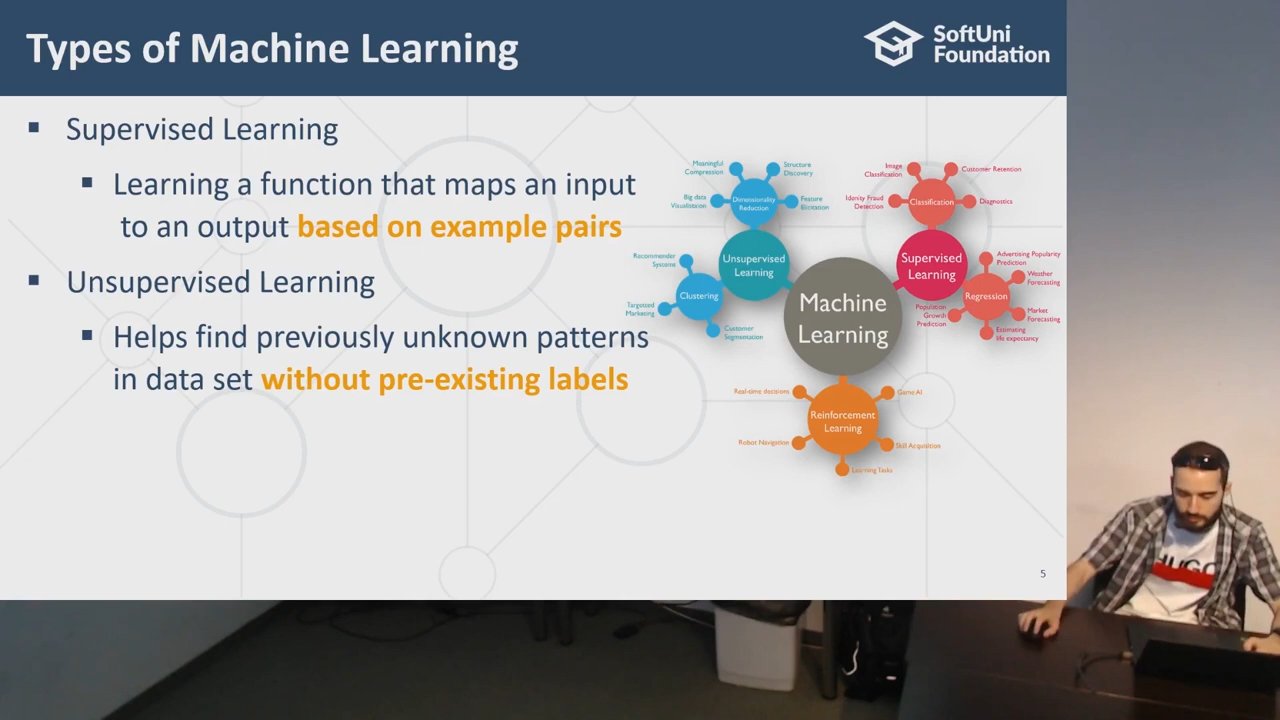 Types of Machine Learning
SoftUni
Foundation
▪ Supervised Learning
▪ Learning a function that maps an input
to an output based on example pairs
▪ Unsupervised Learning
▪ Helps find previously unknown patterns
in data set without pre-existing labels
Meaningful
Compression
Structure
Discovery
Big data
Visualistaion
Dimensionality
Reduction
Feature
Elicitation
Recommender
Systems
Unsupervised
Learning
Clustering
Targetted
Marketing
Customer
Segmentation
Image
Classification
Customer Retention
Idenity Fraud
Detection
Classification
Diagnostics
Supervised
Learning
Advertising Popularity
Prediction
Weather
Forecasting
Regression
Population
Growth
Prediction
Market
Forecasting
Estimating
life expectancy
Machine
Learning
Real-time decisions
Game AI
Reinforcement
Learning
Robot Navigation
Skill Acquisition
Learning Tasks
5
HUGO